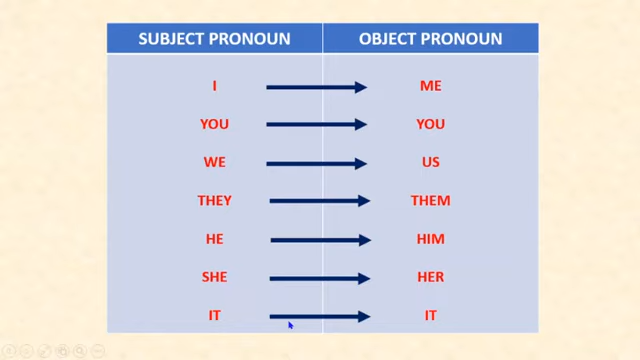 SUBJECT PRONOUN OBJECT PRONOUN
I ME
YOU YOU
WE US
THEY THEM
HE HIM
SHE HER
IT IT